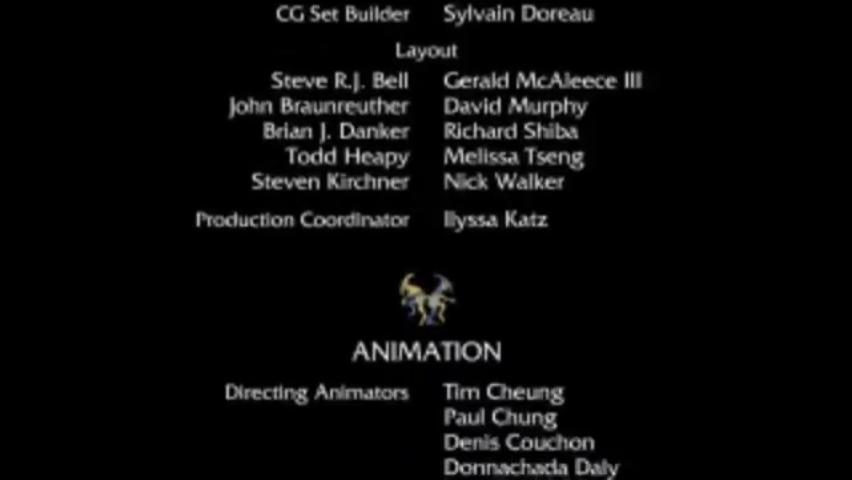 CG Set Builder Sylvain Doreau
Layout
Steve R.J. Bell Gerald McAleece III
John Braunreuther David Murphy
Brian J. Danker Richard Shiba
Todd Heapy Melissa Tseng
Steven Kirchner Nick Walker
Production Coordinator Ilyssa Katz
ANIMATION
Directing Animators Tim Cheung
Paul Chung
Denis Couchon
Donnachada Daly